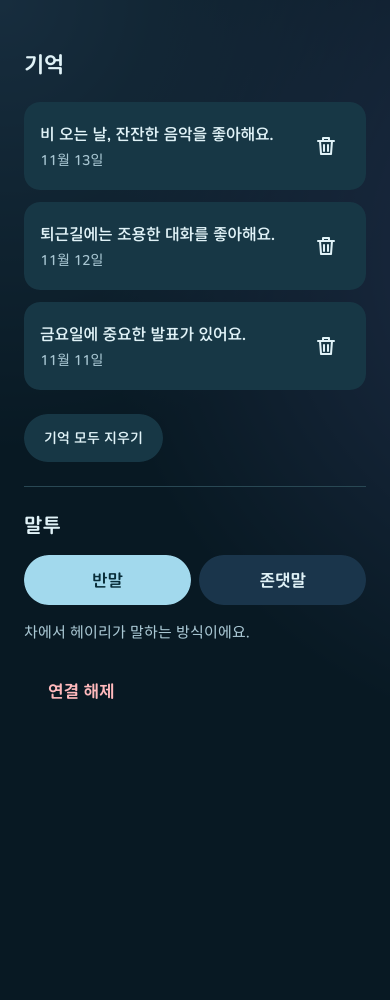 기억
비 오는 날, 잔잔한 음악을 좋아해요.
11월 13일
퇴근길에는 조용한 대화를 좋아해요.
11월 12일
금요일에 중요한 발표가 있어요.
11월 11일
기억 모두 지우기
말투
반말
존댓말
차에서 헤이리가 말하는 방식이에요.
연결 해제